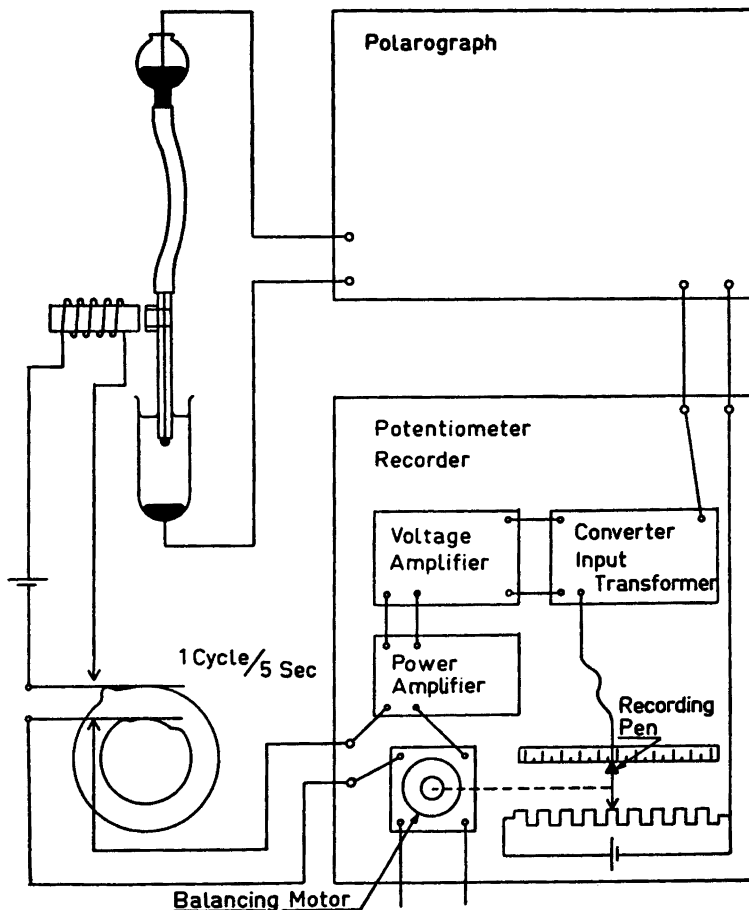 Polarograph
Potentiometer
Recorder
Voltage
Amplifier
Converter
Input
Transformer
1 Cycle/5 Sec
Power
Amplifier
Recording
Pen
Balancing Motor